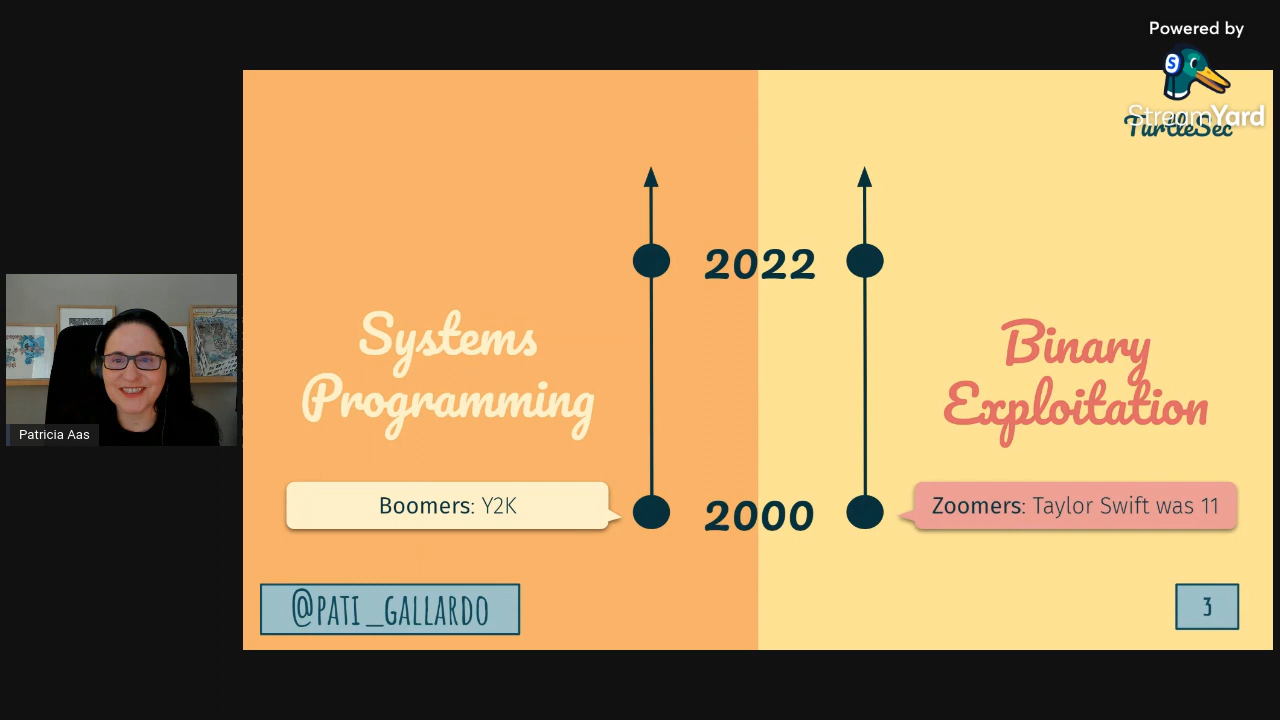 Powered by
StreamYard
TurtleSec
2022
Systems
Programming
Binary
Exploitation
Boomers: Y2K
2000
Zoomers: Taylor Swift was 11
Patricia Aas
@pati_gallardo
3